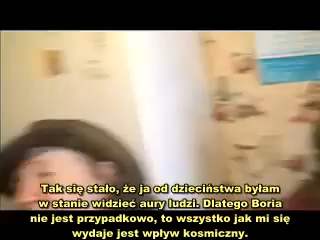 Tak się stało, że ja od dzieciństwa byłam
w stanie widzieć aury ludzi. Dlatego Boria
nie jest przypadkowo, to wszystko jak mi się
wydaje jest wpływ kosmiczny.